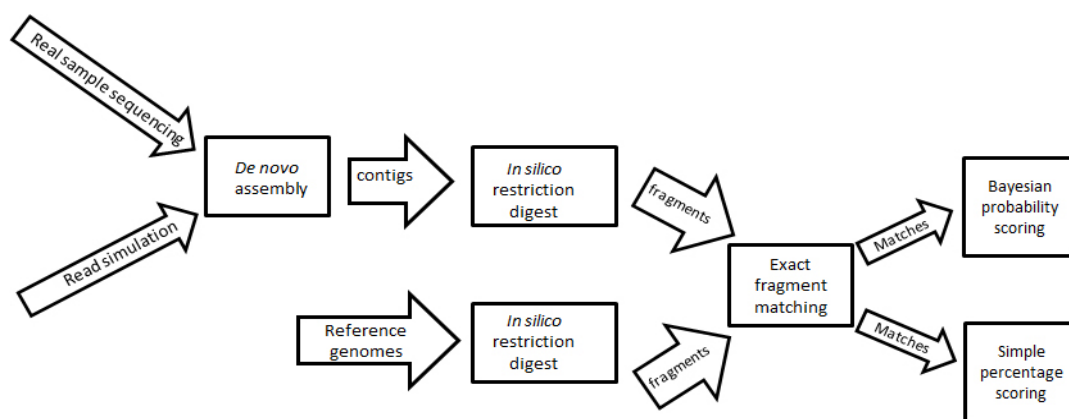 Real sample sequencing
Read simulation
De novo
assembly
contigs
In silico
restriction
digest
fragments
Reference
genomes
In silico
restriction
digest
fragments
Exact
fragment
matching
Matches
Bayesian
probability
scoring
Matches
Simple
percentage
scoring